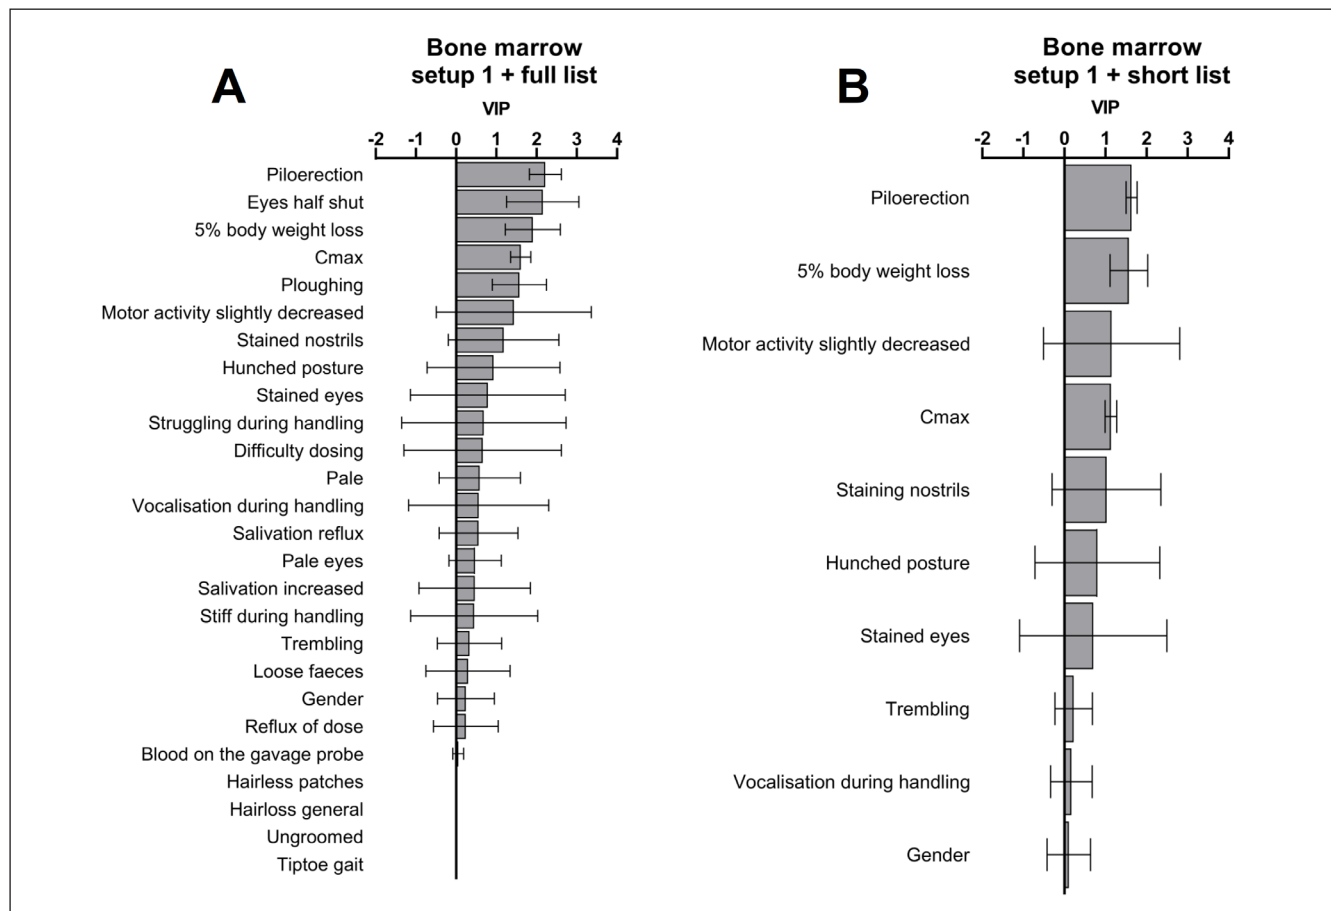 A
Bone marrow
setup 1 + full list
VIP
-2 -1 0 1 2 3 4
Piloerection
Eyes half shut
5% body weight loss
Cmax
Ploughing
Motor activity slightly decreased
Stained nostrils
Hunched posture
Stained eyes
Struggling during handling
Difficulty dosing
Pale
Vocalisation during handling
Salivation reflux
Pale eyes
Salivation increased
Stiff during handling
Trembling
Loose faeces
Gender
Reflux of dose
Blood on the gavage probe
Hairless patches
Hairloss general
Ungroomed
Tiptoe gait
B
Bone marrow
setup 1 + short list
VIP
-2 -1 0 1 2 3 4
Piloerection
5% body weight loss
Motor activity slightly decreased
Cmax
Staining nostrils
Hunched posture
Stained eyes
Trembling
Vocalisation during handling
Gender